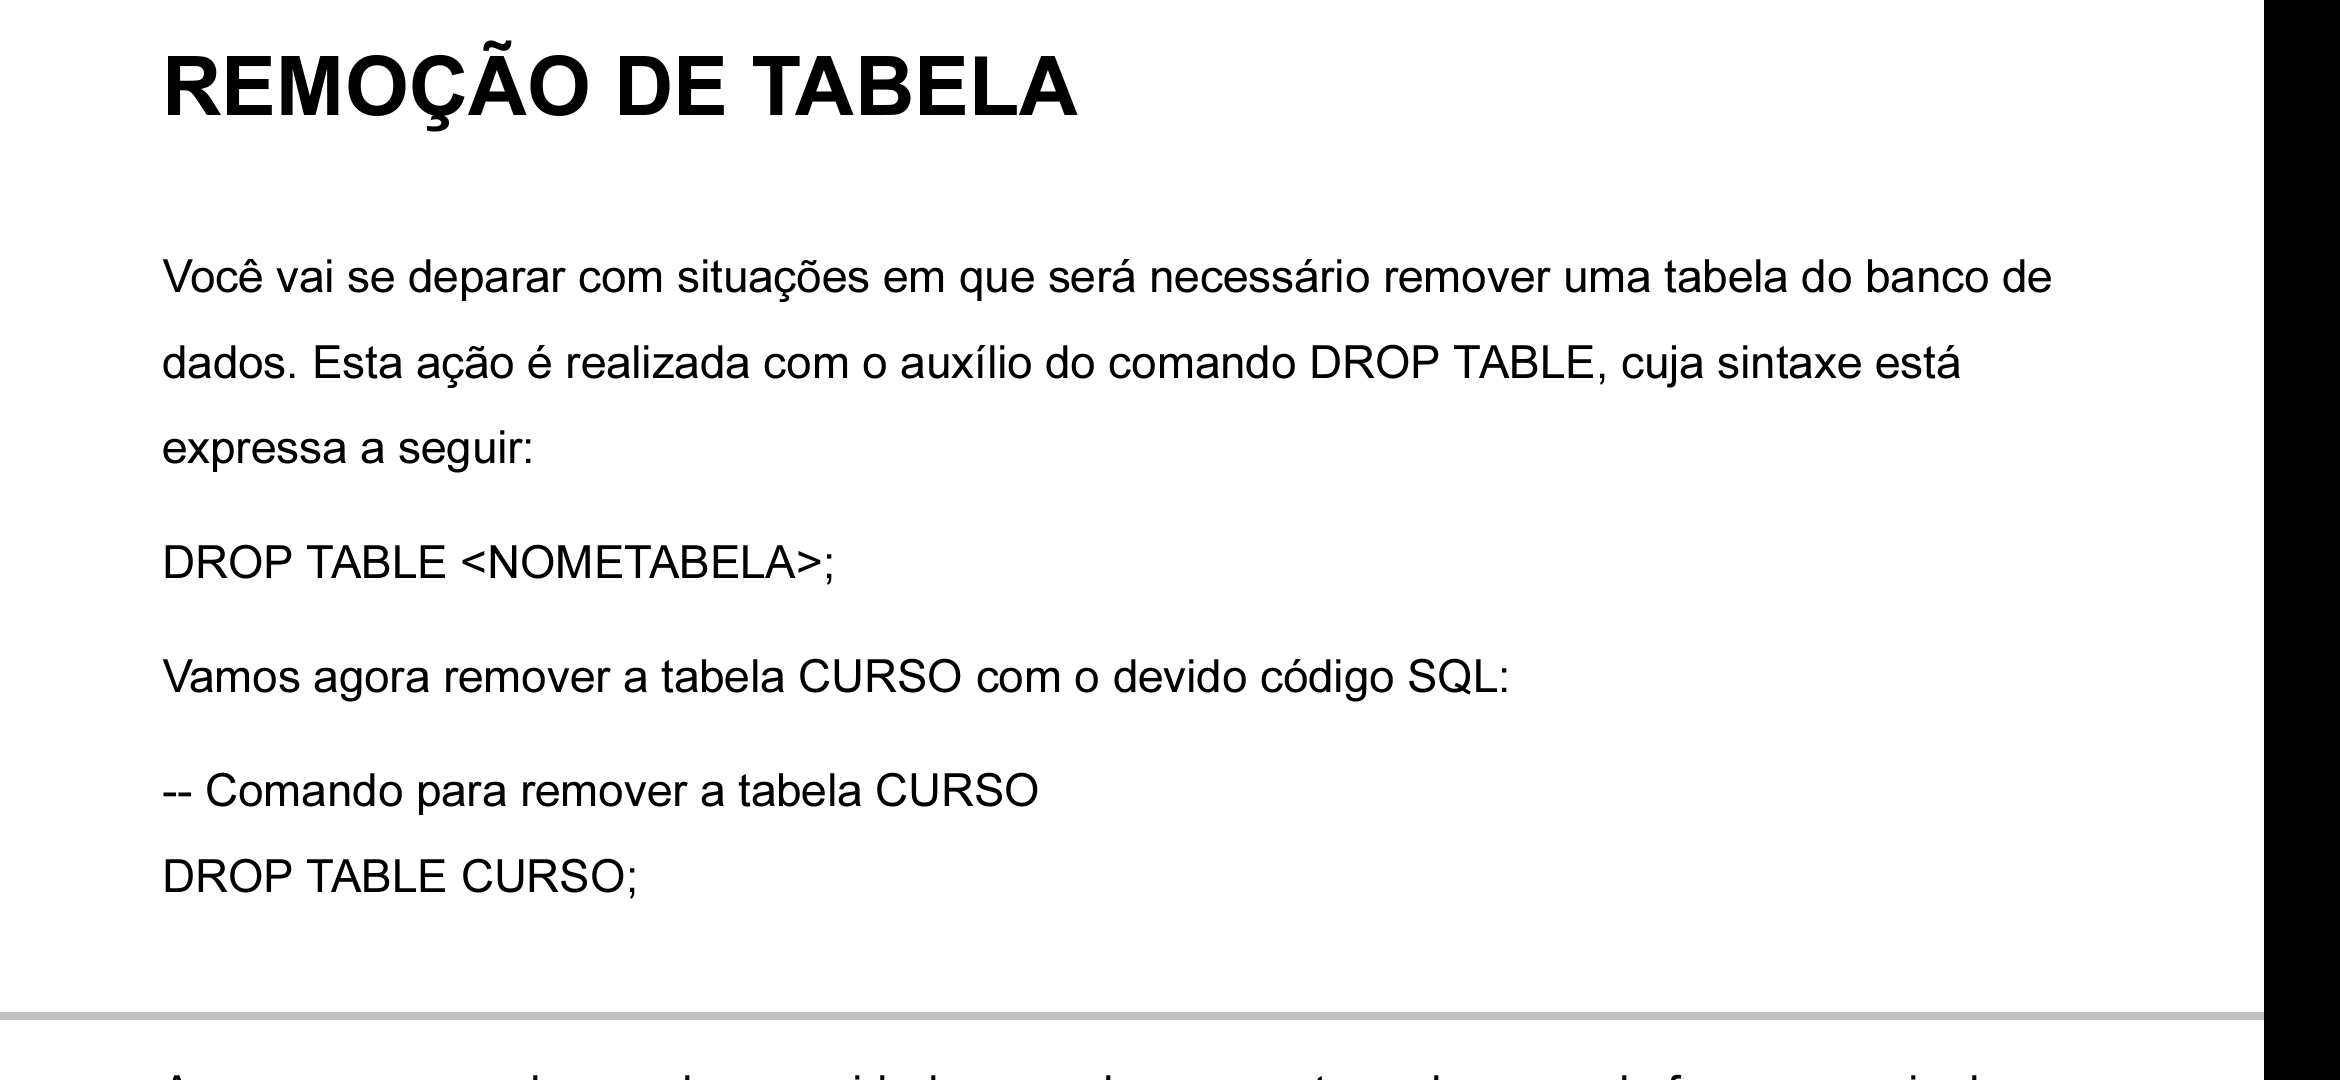 REMOÇÃO DE TABELA
Você vai se deparar com situações em que será necessário remover uma tabela do banco de
dados. Esta ação é realizada com o auxílio do comando DROP TABLE, cuja sintaxe está
expressa a seguir:
DROP TABLE <NOMETABELA>;
Vamos agora remover a tabela CURSO com o devido código SQL:
-- Comando para remover a tabela CURSO
DROP TABLE CURSO;